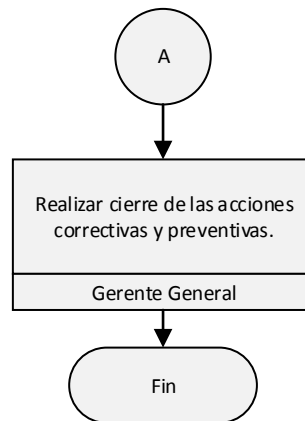 A
Realizar cierre de las acciones
correctivas y preventivas.
Gerente General
Fin